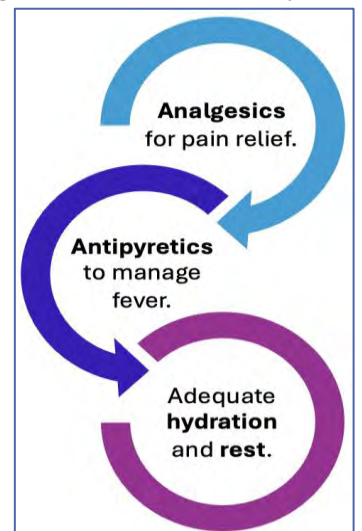 Analgesics
for pain relief.
Antipyretics
to manage
fever.
Adequate
hydration
and rest.